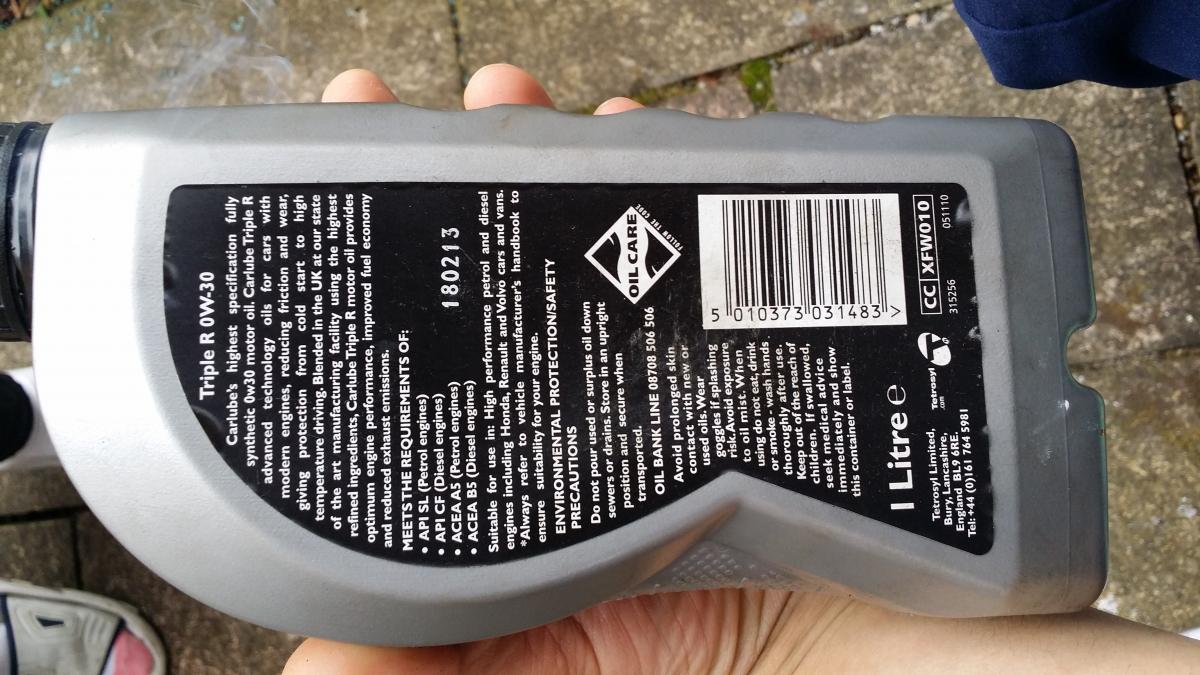 Triple R 0W-30
Carlube's highest specification fully
synthetic 0w30 motor oil. Carlube Triple R
advanced technology oils for cars with
modern engines, reducing friction and wear,
giving protection from cold start to high
temperature driving. Blended in the UK at our state
of the art manufacturing facility using the highest
refined ingredients, Carlube Triple R motor oil provides
optimum engine performance, improved fuel economy
and reduced exhaust emissions.
MEETS THE REQUIREMENTS OF:
• API SL (Petrol engines)
• API CF (Diesel engines)
• ACEA A5 (Petrol engines)
• ACEA B5 (Diesel engines)
180213
Suitable for use in: High performance petrol and diesel
engines including Honda, Renault and Volvo cars and vans.
*Always refer to vehicle manufacturer's handbook to
ensure suitability for your engine.
ENVIRONMENTAL PROTECTION/SAFETY
PRECAUTIONS
Do not pour used or surplus oil down
sewers or drains. Store in an upright
position and secure when
transported.
OIL BANK LINE 08708 506 506
OIL CARE
FOLLOW THE CODE
Avoid prolonged skin
contact with new or
used oils. Wear
goggles if splashing
risk. Avoid exposure
to oil mist. When
using do not eat, drink
or smoke - wash hands
thoroughly after use.
Keep out of the reach of
children. If swallowed,
seek medical advice
immediately and show
this container or label.
5 010373 031483 >
1 Litre e
Tetrosyl Limited,
Bury, Lancashire,
England BL9 6RE.
Tel: +44 (0)161 764 5981
Tetrosyl
.com
CC XFW010
315256 051110